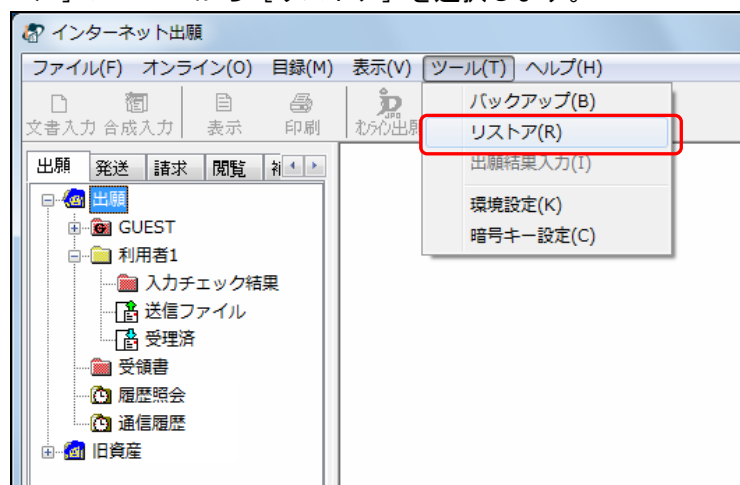 インターネット出願
ファイル(F) オンライン(O) 目録(M) 表示(V) ツール(T) ヘルプ(H)
文書入力 合成入力 表示 印刷
バックアップ(B)
リストア(R)
出願結果入力(I)
環境設定(K)
暗号キー設定(C)
出願 発送 請求 閲覧
出願
GUEST
利用者1
入力チェック結果
送信ファイル
受理済
受領書
履歴照会
通信履歴
旧資産